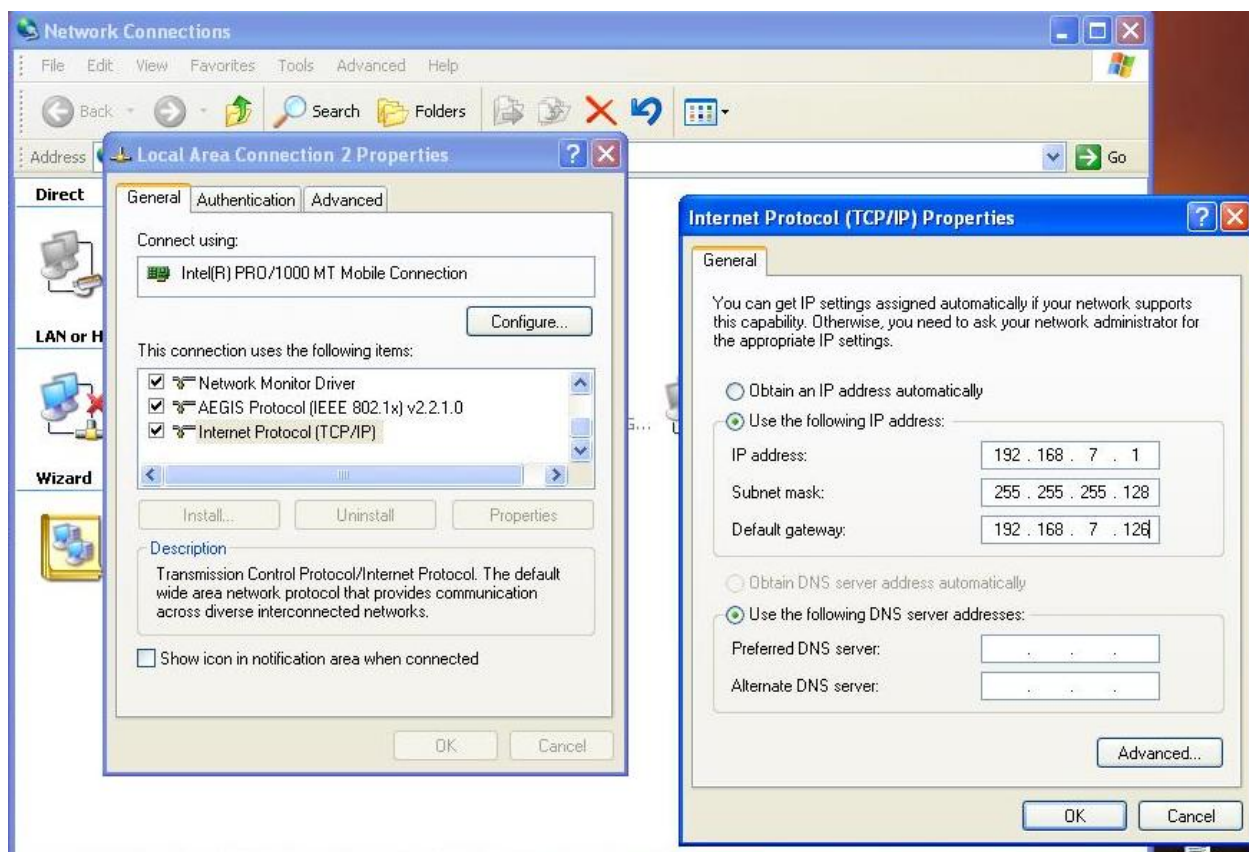 Network Connections
File Edit View Favorites Tools Advanced Help
Back Search Folders
Address Go
Direct
LAN or H
Wizard
Local Area Connection 2 Properties
General Authentication Advanced
Connect using:
Intel(R) PRO/1000 MT Mobile Connection
Configure...
This connection uses the following items:
Network Monitor Driver
AEGIS Protocol (IEEE 802.1x) v2.2.1.0
Internet Protocol (TCP/IP)
Install... Uninstall Properties
Description
Transmission Control Protocol/Internet Protocol. The default
wide area network protocol that provides communication
across diverse interconnected networks.
Show icon in notification area when connected
OK Cancel
Internet Protocol (TCP/IP) Properties
General
You can get IP settings assigned automatically if your network supports
this capability. Otherwise, you need to ask your network administrator for
the appropriate IP settings.
Obtain an IP address automatically
Use the following IP address:
IP address: 192 . 168 . 7 . 1
Subnet mask: 255 . 255 . 255 . 128
Default gateway: 192 . 168 . 7 . 126
Obtain DNS server address automatically
Use the following DNS server addresses:
Preferred DNS server: . . .
Alternate DNS server: . . .
Advanced...
OK Cancel